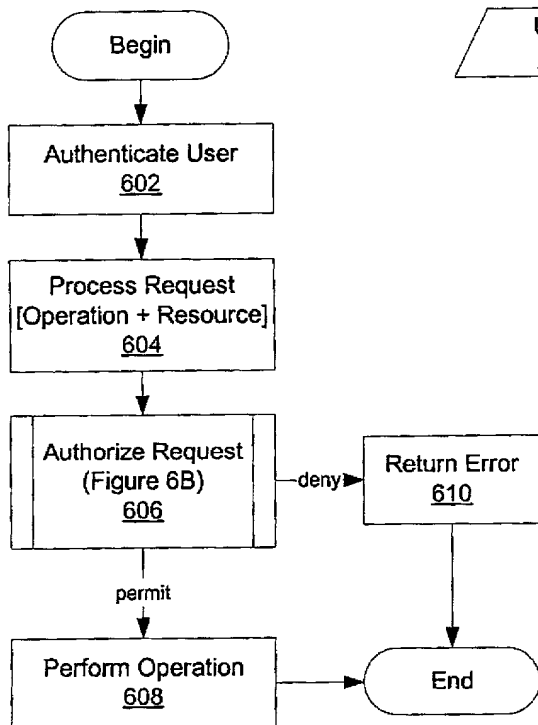 Begin
Authenticate User
602
Process Request
[Operation + Resource]
604
Authorize Request
(Figure 6B)
606
deny
Return Error
610
permit
Perform Operation
608
End